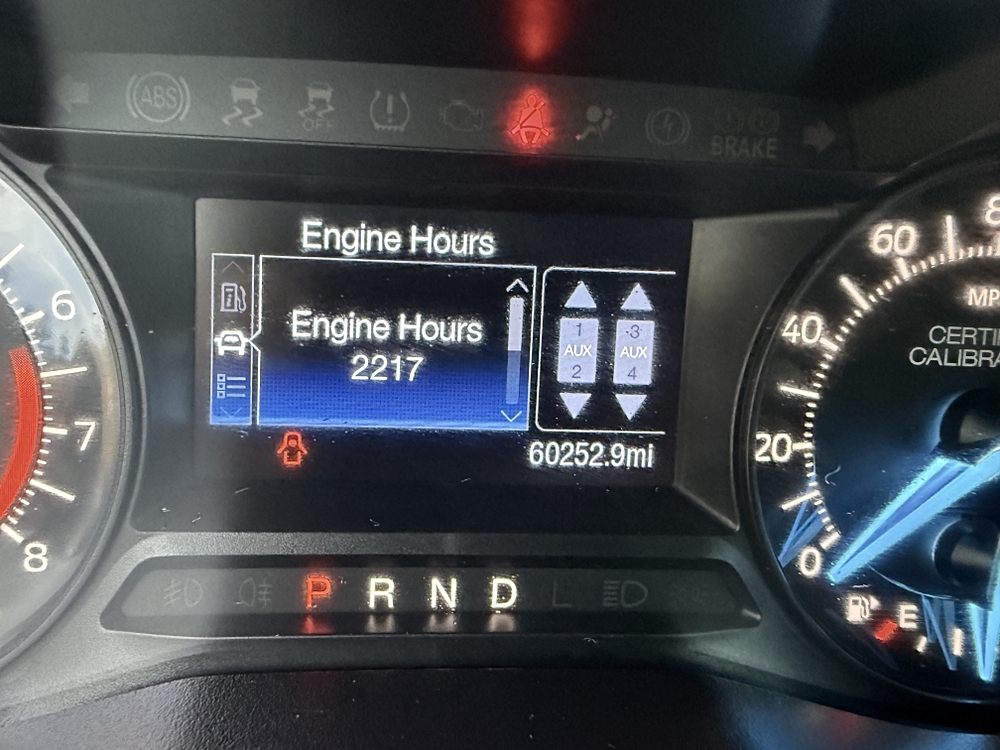 ABS
OFF
BRAKE
Engine Hours
Engine Hours
2217
1
AUX
2
3
AUX
4
60252.9mi
P R N D L
6
7
8
60
40
20
0
MP
CERTI
CALIBRA
E